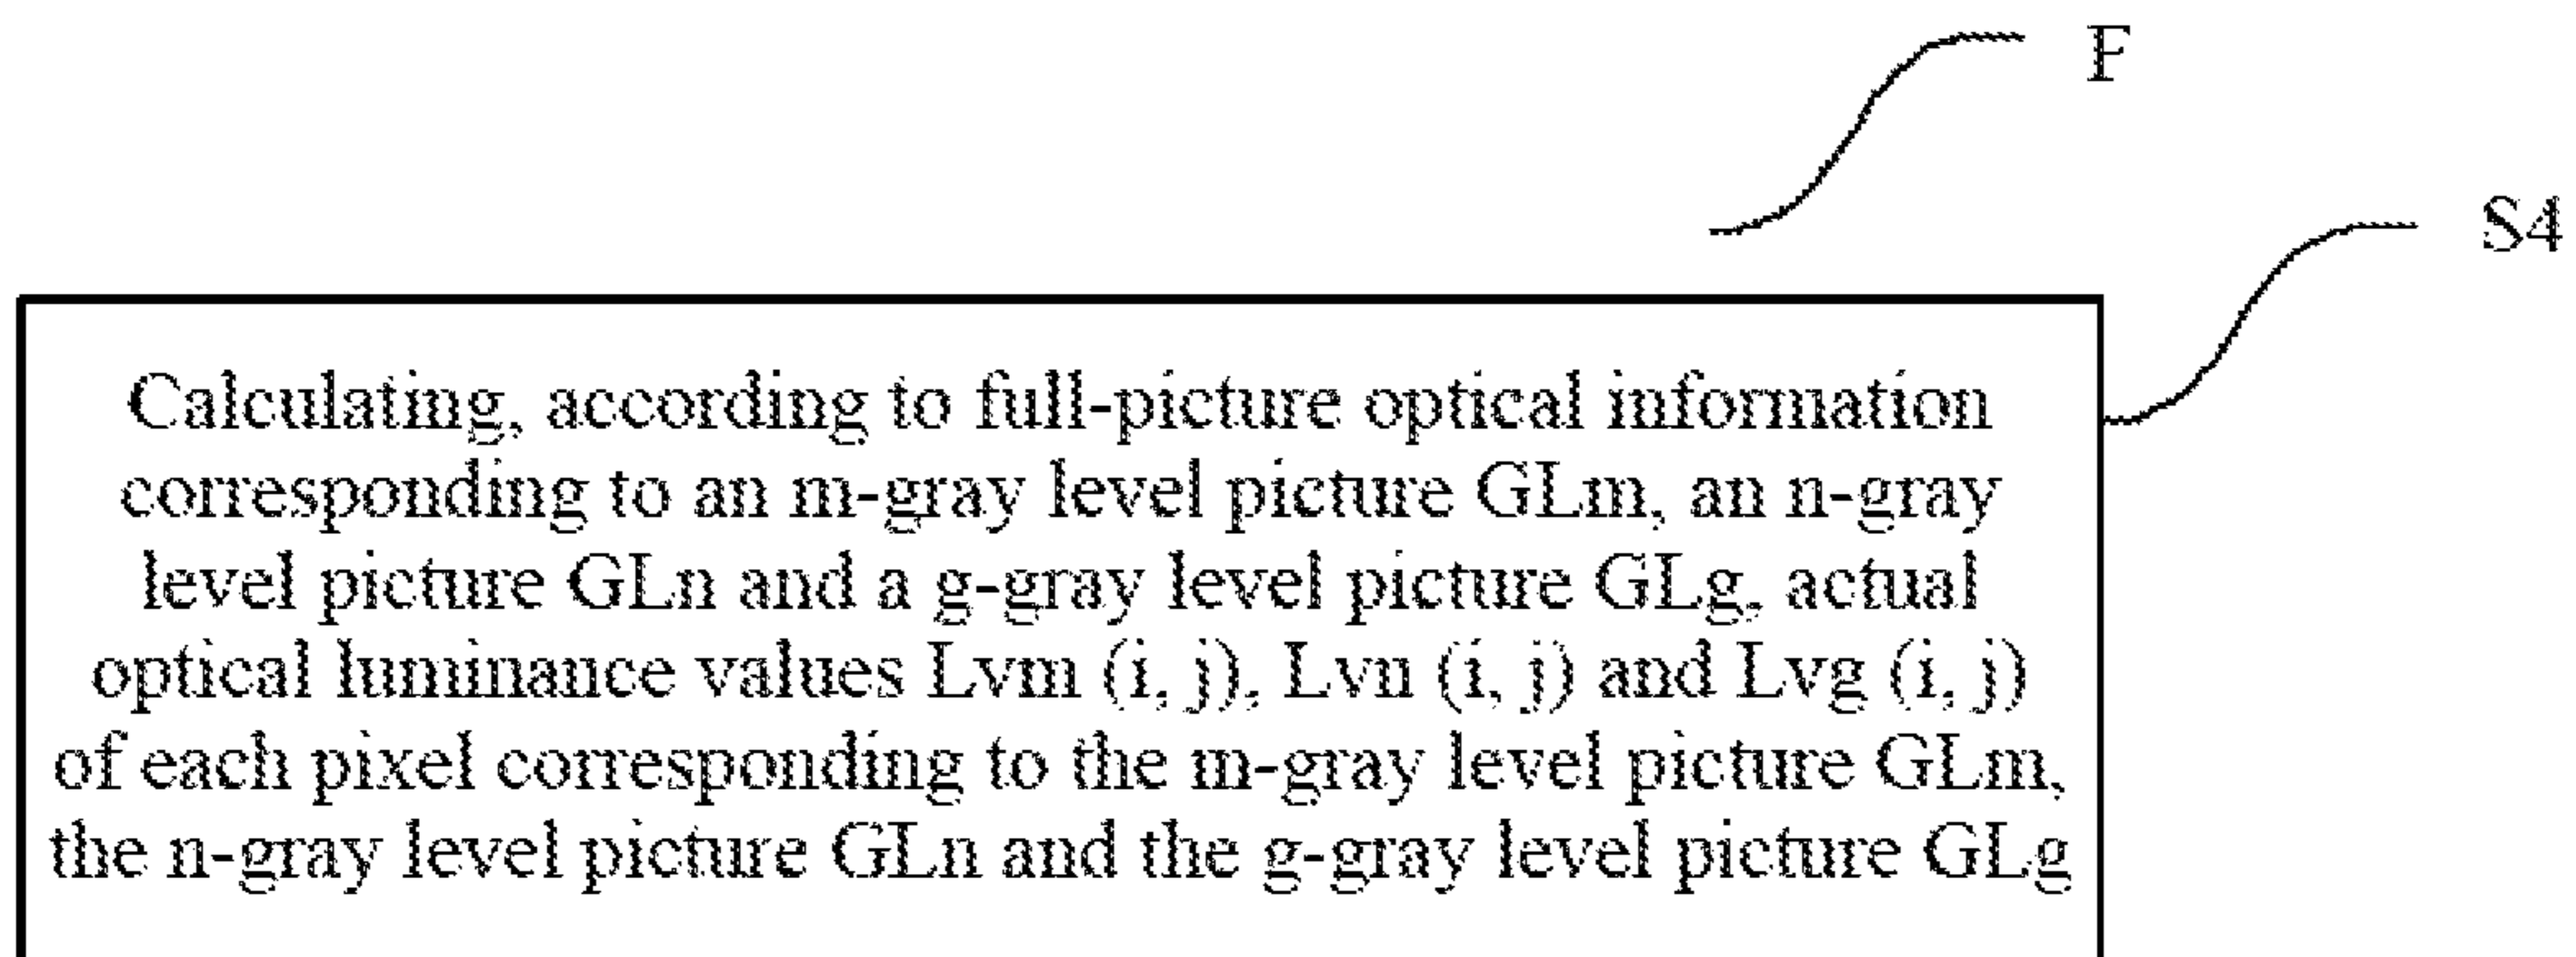 F
S4
Calculating, according to full-picture optical information
corresponding to an m-gray level picture GLm, an n-gray
level picture GLn and a g-gray level picture GLg, actual
optical luminance values Lvm (i, j), Lvn (i, j) and Lvg (i, j)
of each pixel corresponding to the m-gray level picture GLm,
the n-gray level picture GLn and the g-gray level picture GLg